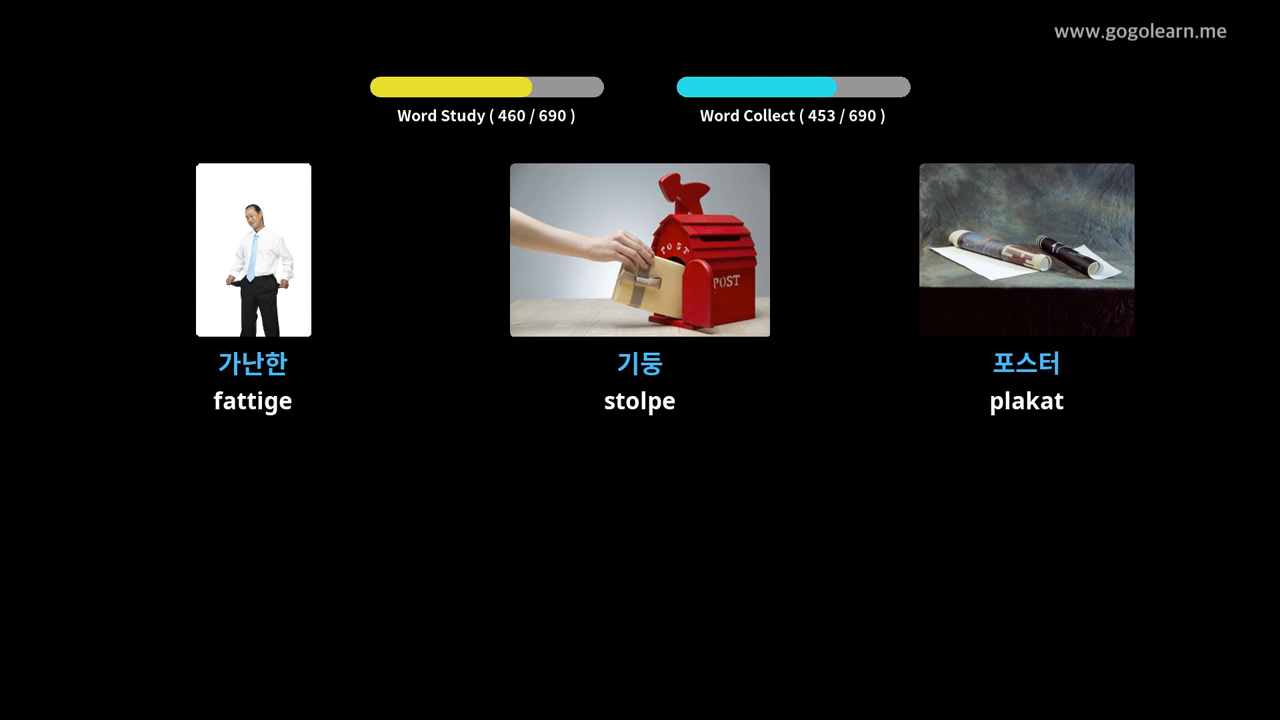 www.gogolearn.me
Word Study ( 460 / 690 )
Word Collect ( 453 / 690 )
POST
POST
가난한
fattige
기둥
stolpe
포스터
plakat